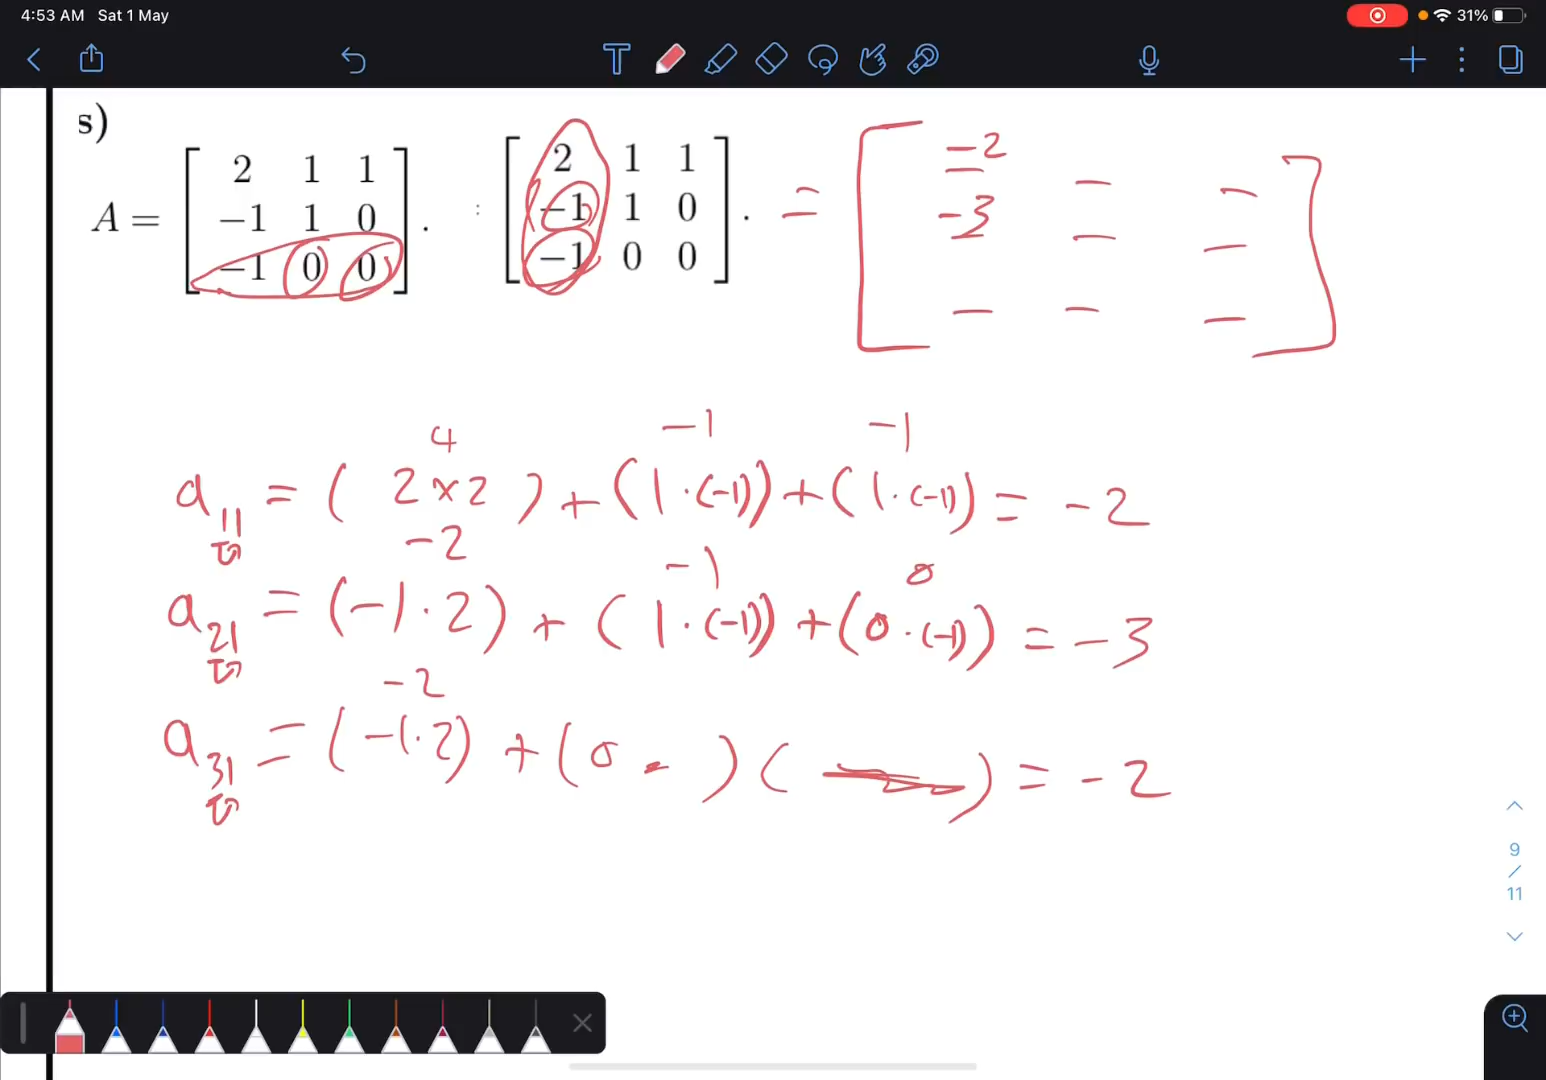 4:53 AM Sat 1 May 31%
s)
A = [ 2 1 1 ; −1 1 0 ; −1 0 0 ] . : [ 2 1 1 ; −1 1 0 ; −1 0 0 ] . = [ −2 – – ; −3 – – ; – – – ]
4 −1 −1
a11 = ( 2×2 ) + (1·(−1)) + (1·(−1)) = −2
−2 −1 0
a21 = (−1·2) + (1·(−1)) + (0·(−1)) = −3
−2
a31 = (−1·2) + (0 - ) ( ) = −2
9
/
11